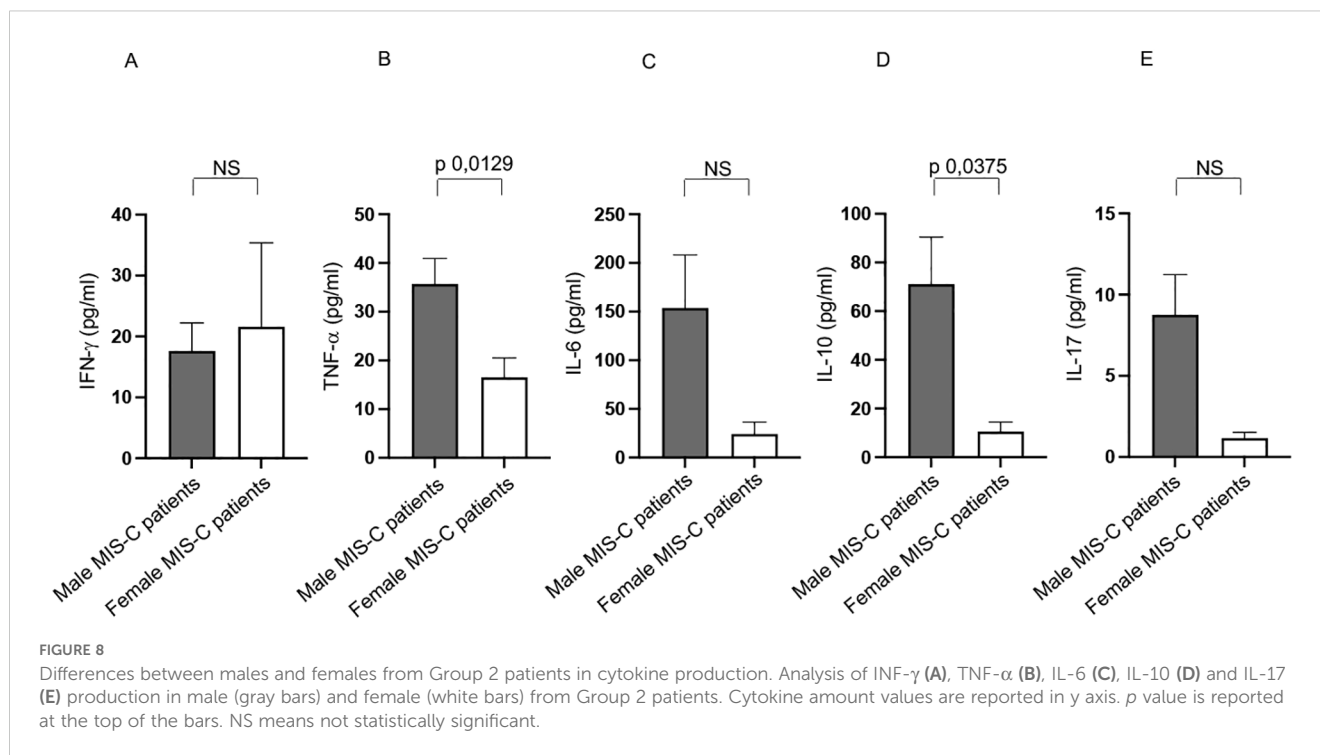 A
B
C
D
E
NS
p 0,0129
NS
p 0,0375
NS
IFN-γ (pg/ml)
40
30
20
10
0
Male MIS-C patients
Female MIS-C patients
TNF-α (pg/ml)
50
40
30
20
10
0
Male MIS-C patients
Female MIS-C patients
IL-6 (pg/ml)
250
200
150
100
50
0
Male MIS-C patients
Female MIS-C patients
IL-10 (pg/ml)
100
80
60
40
20
0
Male MIS-C patients
Female MIS-C patients
IL-17 (pg/ml)
15
10
5
0
Male MIS-C patients
Female MIS-C patients
FIGURE 8
Differences between males and females from Group 2 patients in cytokine production. Analysis of INF-γ (A), TNF-α (B), IL-6 (C), IL-10 (D) and IL-17
(E) production in male (gray bars) and female (white bars) from Group 2 patients. Cytokine amount values are reported in y axis. p value is reported
at the top of the bars. NS means not statistically significant.